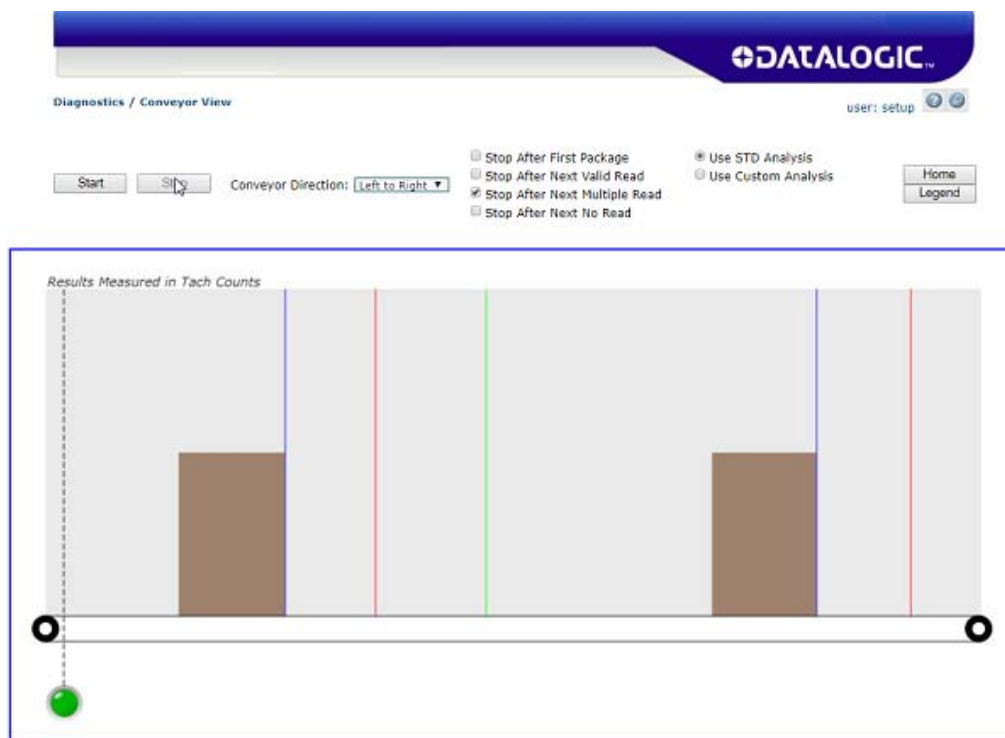 DATALOGIC™
Diagnostics / Conveyor View
user: setup
Start
Stop
Conveyor Direction:
Left to Right
Stop After First Package
Stop After Next Valid Read
Stop After Next Multiple Read
Stop After Next No Read
Use STD Analysis
Use Custom Analysis
Home
Legend
Results Measured in Tach Counts